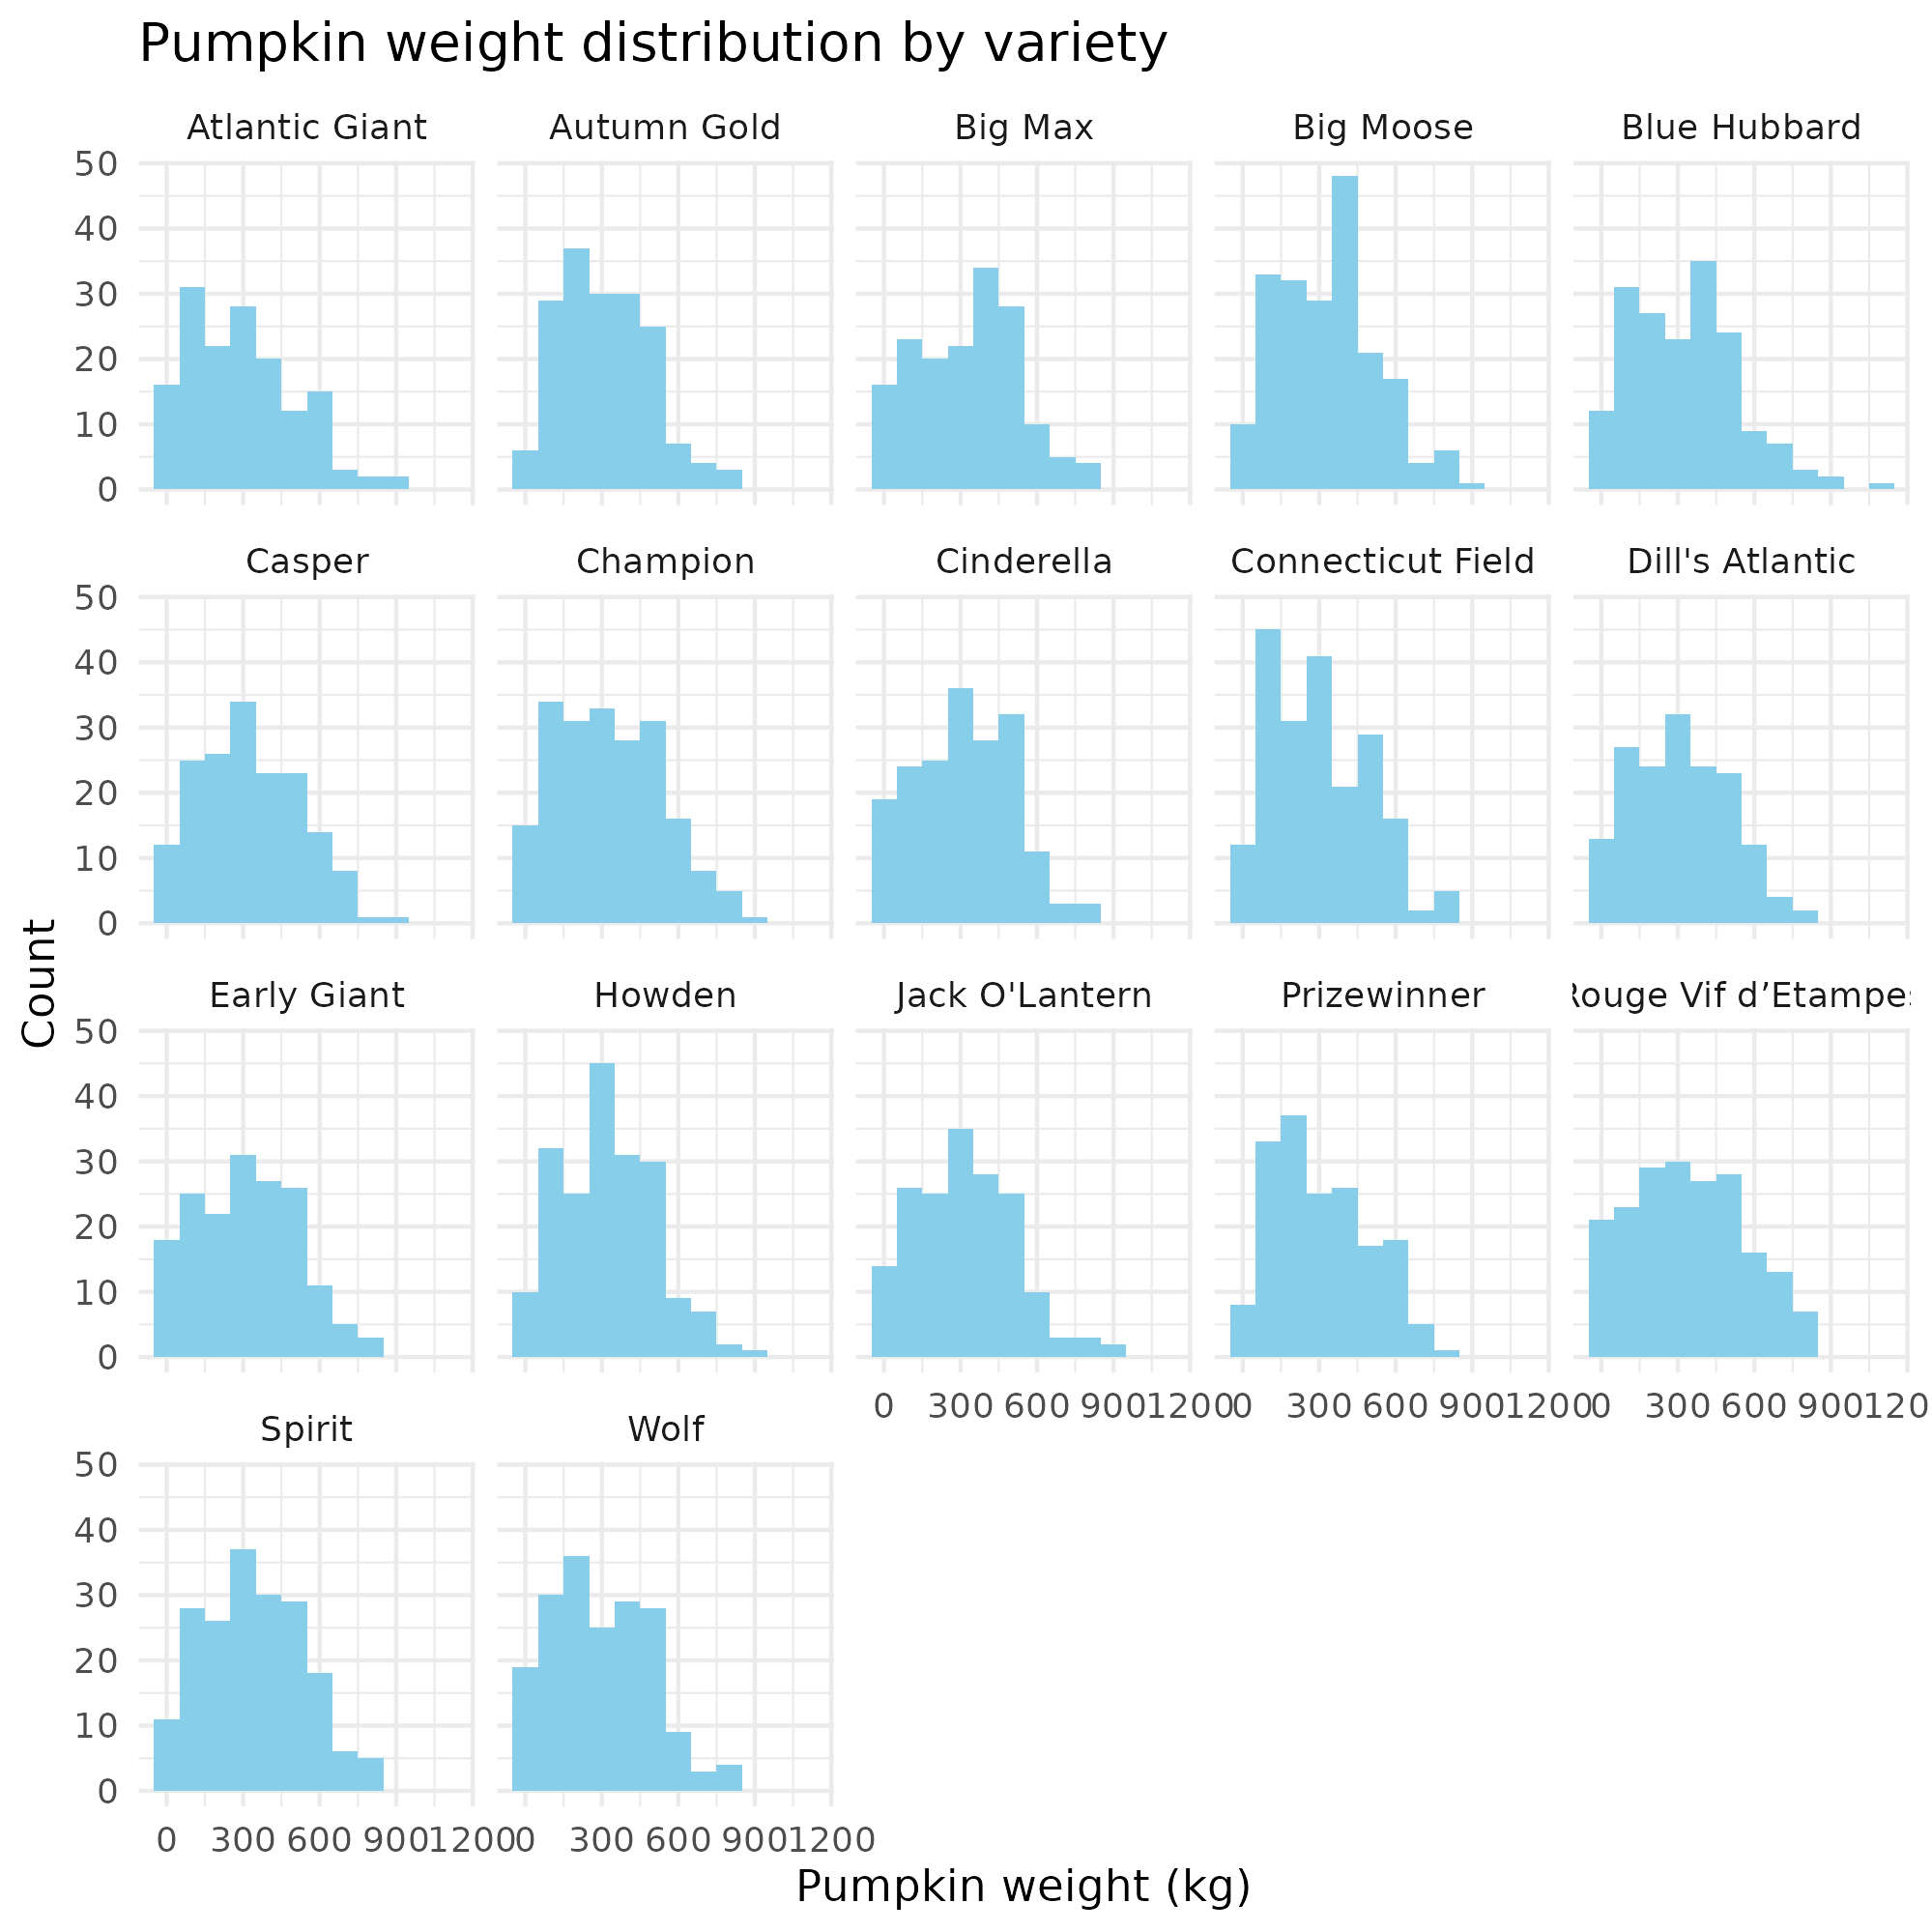 Pumpkin weight distribution by variety
Atlantic Giant Autumn Gold Big Max Big Moose Blue Hubbard
50
40
30
20
10
0
Casper Champion Cinderella Connecticut Field Dill's Atlantic
50
40
30
20
10
0
Count
Early Giant Howden Jack O'Lantern Prizewinner Rouge Vif d’Etampes
50
40
30
20
10
0
0 300 600 900 1200 0 300 600 900 1200 0 300 600 900 120
Spirit Wolf
50
40
30
20
10
0
0 300 600 900 1200 0 300 600 900 1200
Pumpkin weight (kg)